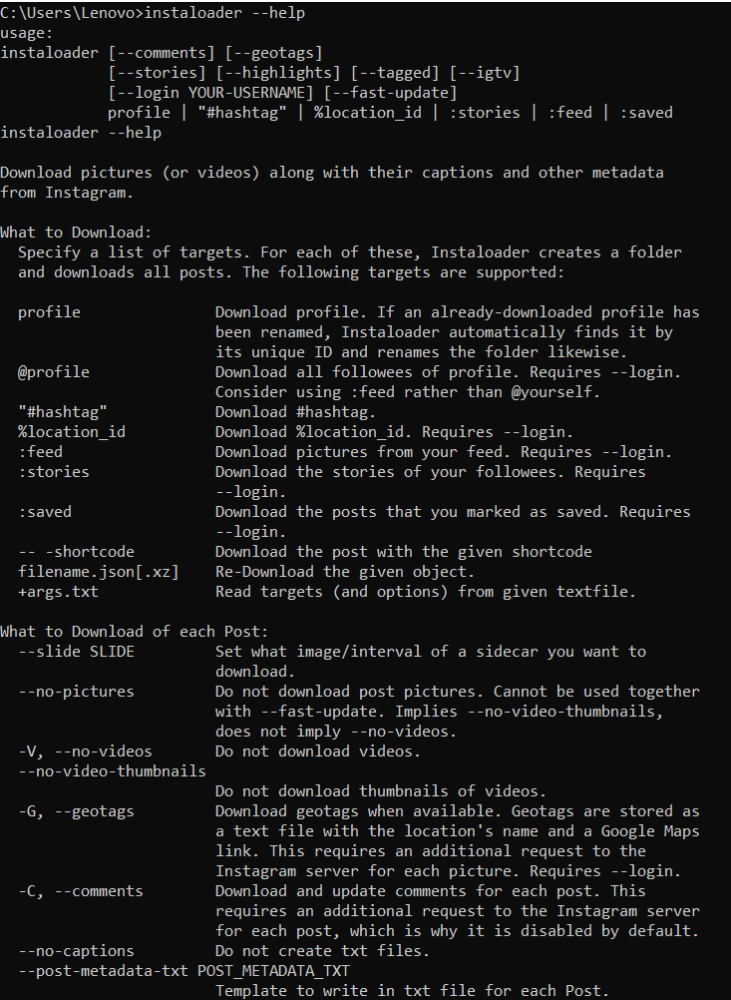 C:\Users\Lenovo>instaloader --help
usage:
instaloader [--comments] [--geotags]
            [--stories] [--highlights] [--tagged] [--igtv]
            [--login YOUR-USERNAME] [--fast-update]
            profile | "#hashtag" | %location_id | :stories | :feed | :saved
instaloader --help

Download pictures (or videos) along with their captions and other metadata
from Instagram.

What to Download:
  Specify a list of targets. For each of these, Instaloader creates a folder
  and downloads all posts. The following targets are supported:

  profile               Download profile. If an already-downloaded profile has
                        been renamed, Instaloader automatically finds it by
                        its unique ID and renames the folder likewise.
  @profile              Download all followees of profile. Requires --login.
                        Consider using :feed rather than @yourself.
  "#hashtag"            Download #hashtag.
  %location_id          Download %location_id. Requires --login.
  :feed                 Download pictures from your feed. Requires --login.
  :stories              Download the stories of your followees. Requires
                        --login.
  :saved                Download the posts that you marked as saved. Requires
                        --login.
  -- -shortcode         Download the post with the given shortcode
  filename.json[.xz]    Re-Download the given object.
  +args.txt             Read targets (and options) from given textfile.

What to Download of each Post:
  --slide SLIDE         Set what image/interval of a sidecar you want to
                        download.
  --no-pictures         Do not download post pictures. Cannot be used together
                        with --fast-update. Implies --no-video-thumbnails,
                        does not imply --no-videos.
  -V, --no-videos       Do not download videos.
  --no-video-thumbnails
                        Do not download thumbnails of videos.
  -G, --geotags         Download geotags when available. Geotags are stored as
                        a text file with the location's name and a Google Maps
                        link. This requires an additional request to the
                        Instagram server for each picture. Requires --login.
  -C, --comments        Download and update comments for each post. This
                        requires an additional request to the Instagram server
                        for each post, which is why it is disabled by default.
  --no-captions         Do not create txt files.
  --post-metadata-txt POST_METADATA_TXT
                        Template to write in txt file for each Post.